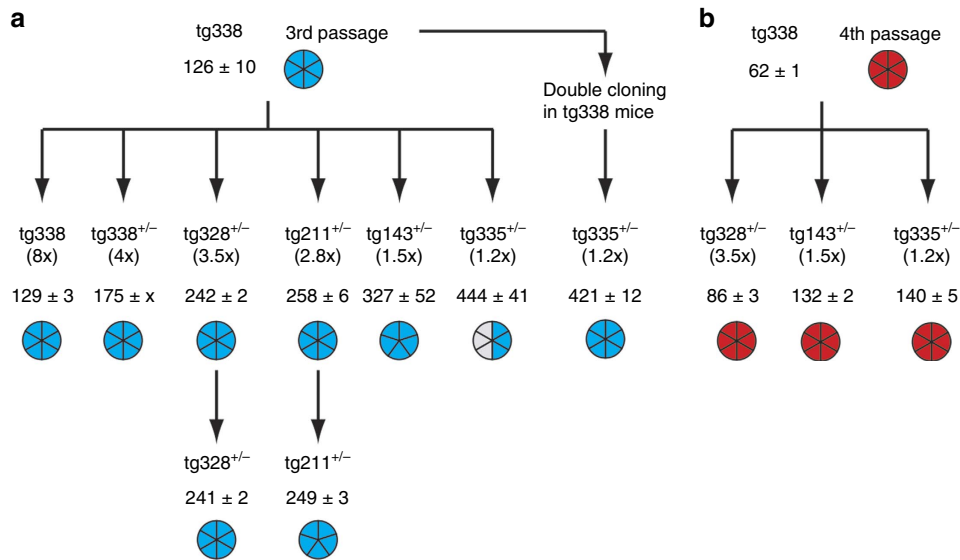 a
tg338
3rd passage
126 ± 10
Double cloning
in tg338 mice
tg338
(8x)
129 ± 3
tg338+/−
(4x)
175 ± x
tg328+/−
(3.5x)
242 ± 2
tg211+/−
(2.8x)
258 ± 6
tg143+/−
(1.5x)
327 ± 52
tg335+/−
(1.2x)
444 ± 41
tg335+/−
(1.2x)
421 ± 12
tg328+/−
241 ± 2
tg211+/−
249 ± 3
b
tg338
4th passage
62 ± 1
tg328+/−
(3.5x)
86 ± 3
tg143+/−
(1.5x)
132 ± 2
tg335+/−
(1.2x)
140 ± 5